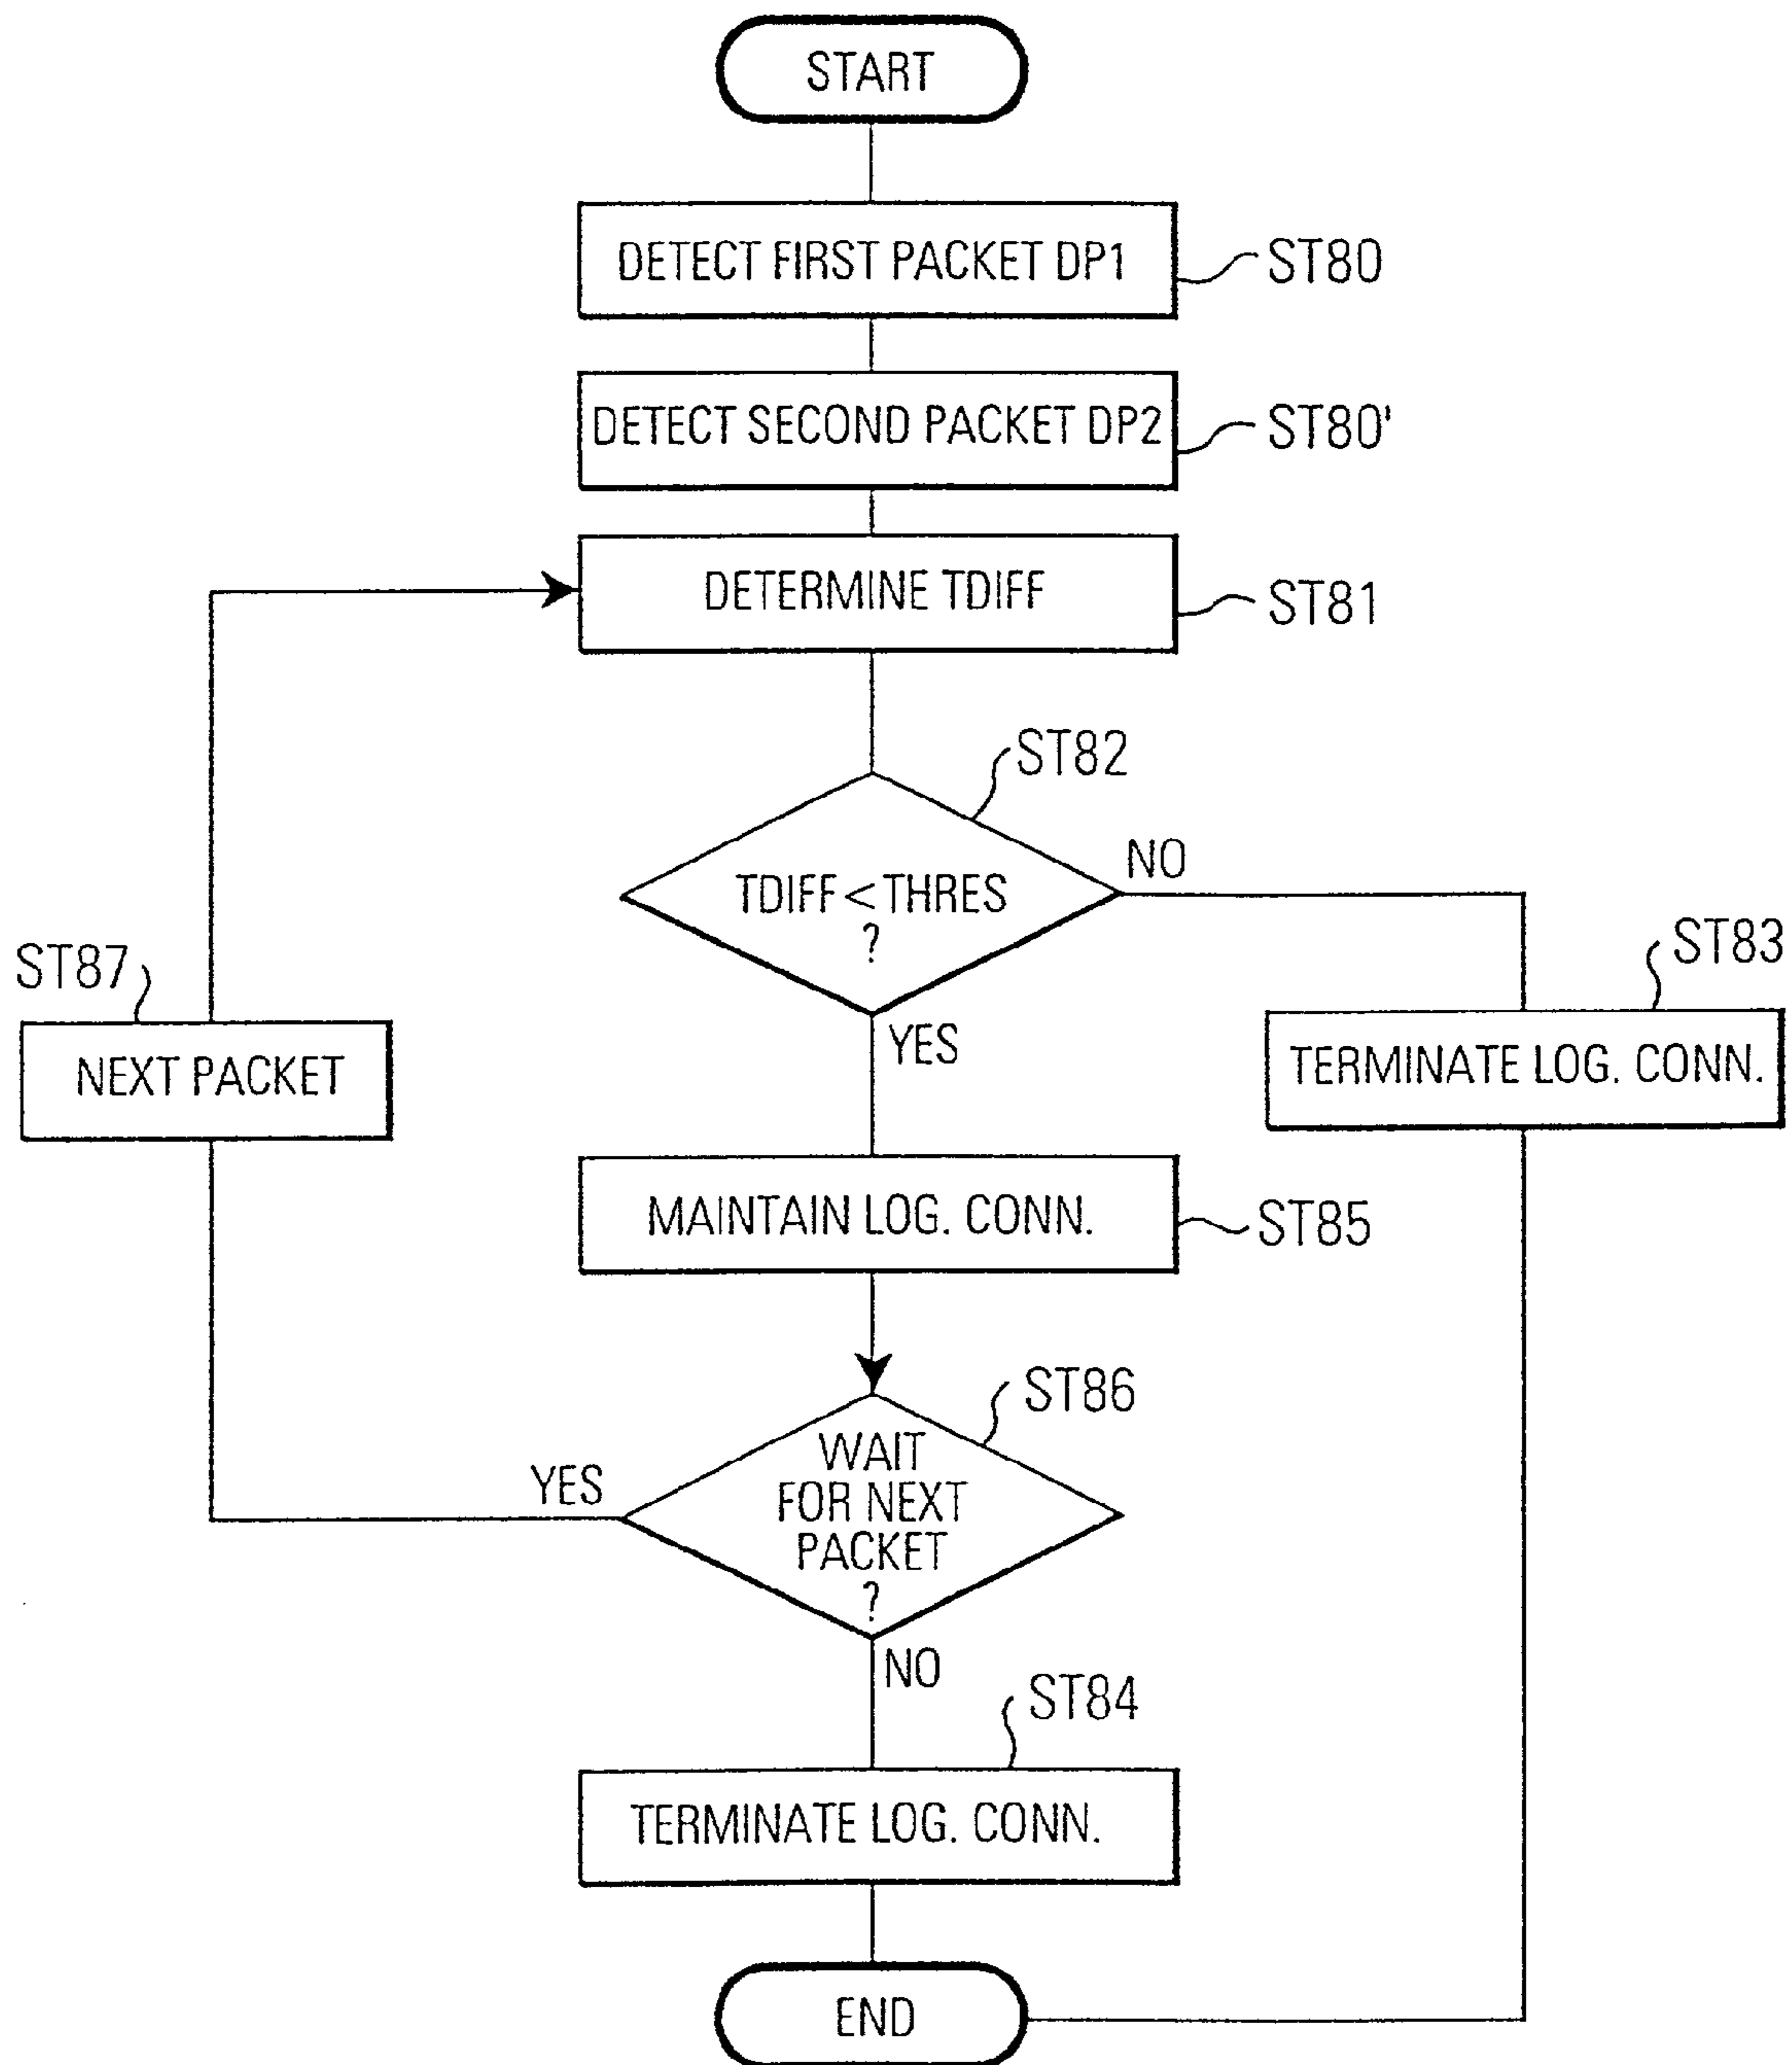 START
DETECT FIRST PACKET DP1
ST80
DETECT SECOND PACKET DP2
ST80'
DETERMINE TDIFF
ST81
ST82
TDIFF < THRES
?
NO
YES
ST83
TERMINATE LOG. CONN.
ST87
NEXT PACKET
MAINTAIN LOG. CONN.
ST85
ST86
WAIT
FOR NEXT
PACKET
?
YES
NO
ST84
TERMINATE LOG. CONN.
END